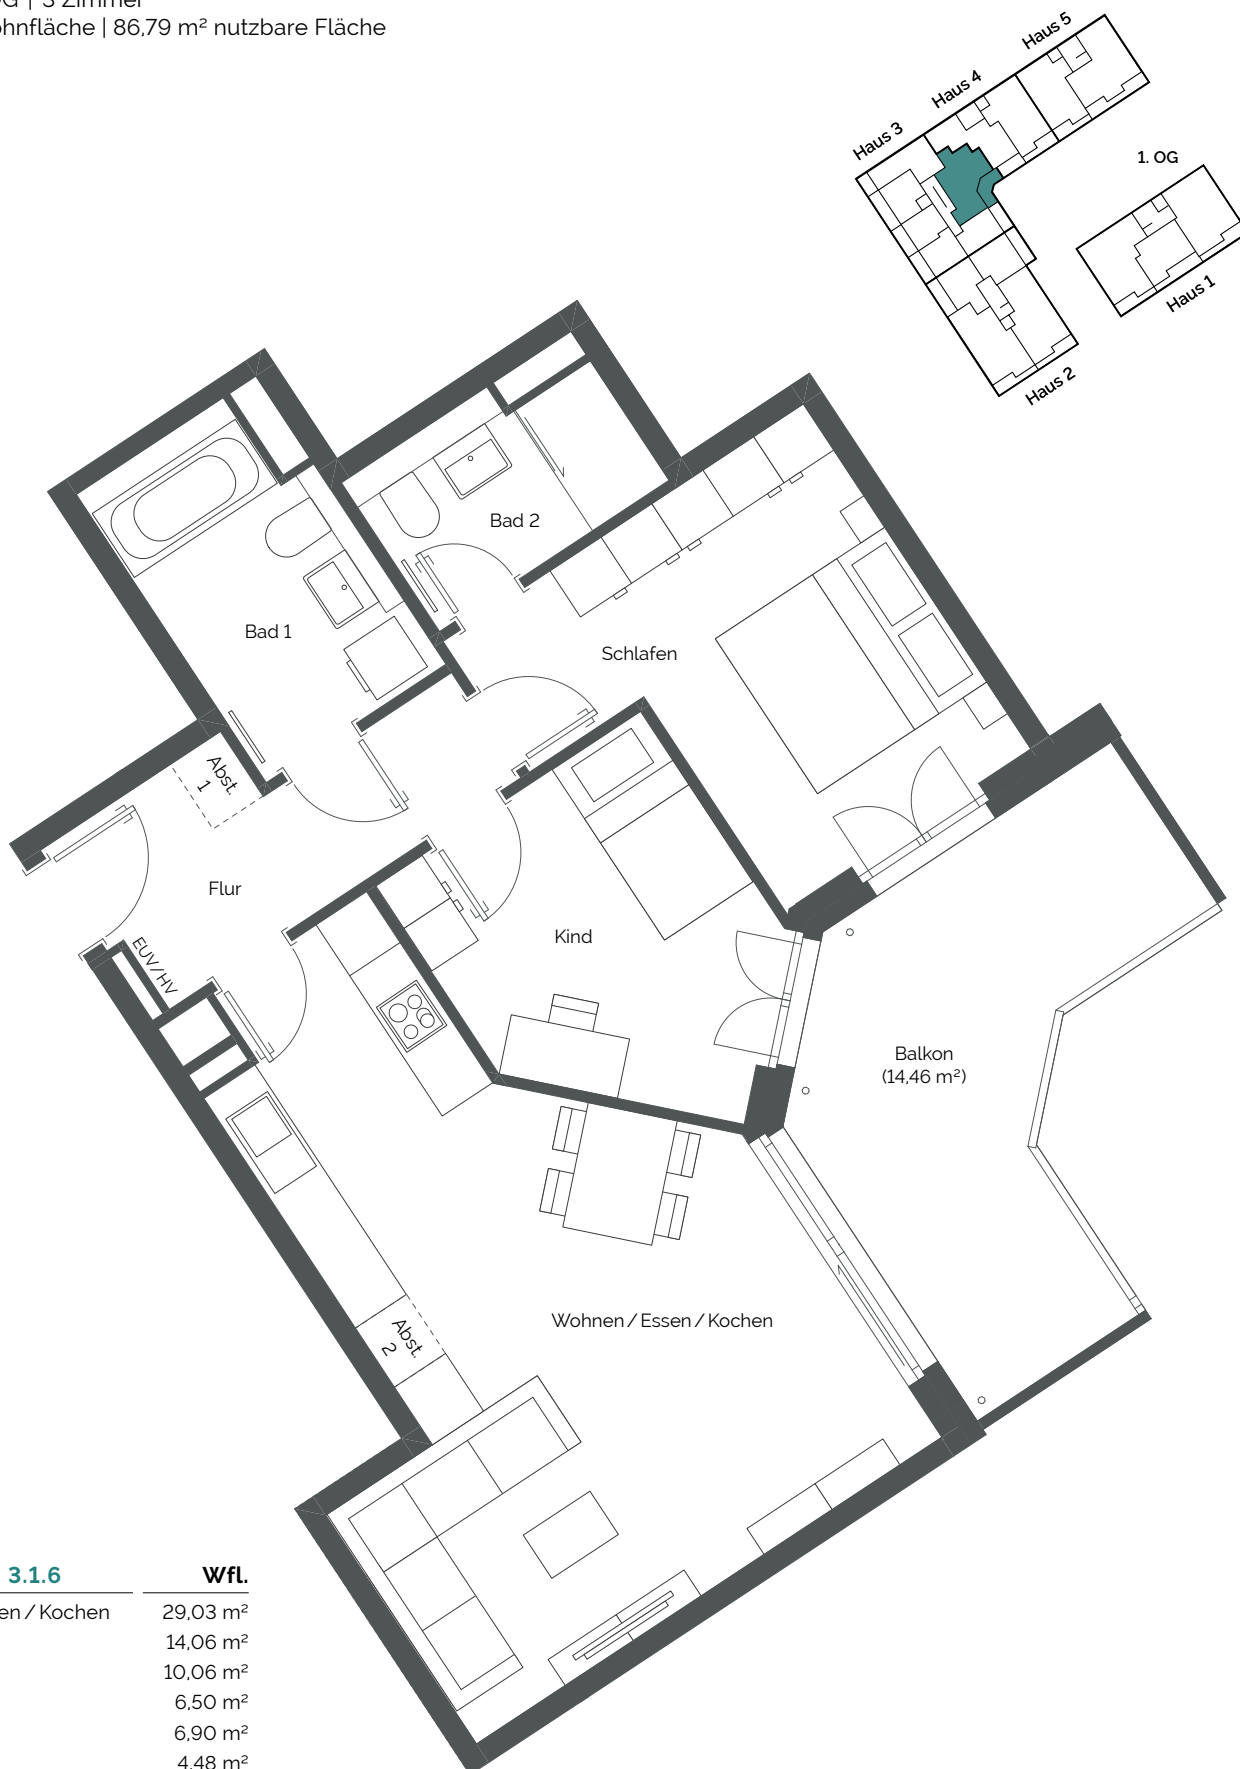 3 Zimmer
ohnfläche | 86,79 m² nutzbare Fläche
Haus 5
Haus 4
Haus 3
1. OG
Haus 1
Haus 2
Bad 2
Bad 1
Schlafen
Abst. 1
Flur
Kind
EUV/HV
Balkon
(14,46 m²)
Wohnen / Essen / Kochen
Abst. 2
3.1.6 Wfl.
en / Kochen 29,03 m²
14,06 m²
10,06 m²
6,50 m²
6,90 m²
4,48 m²